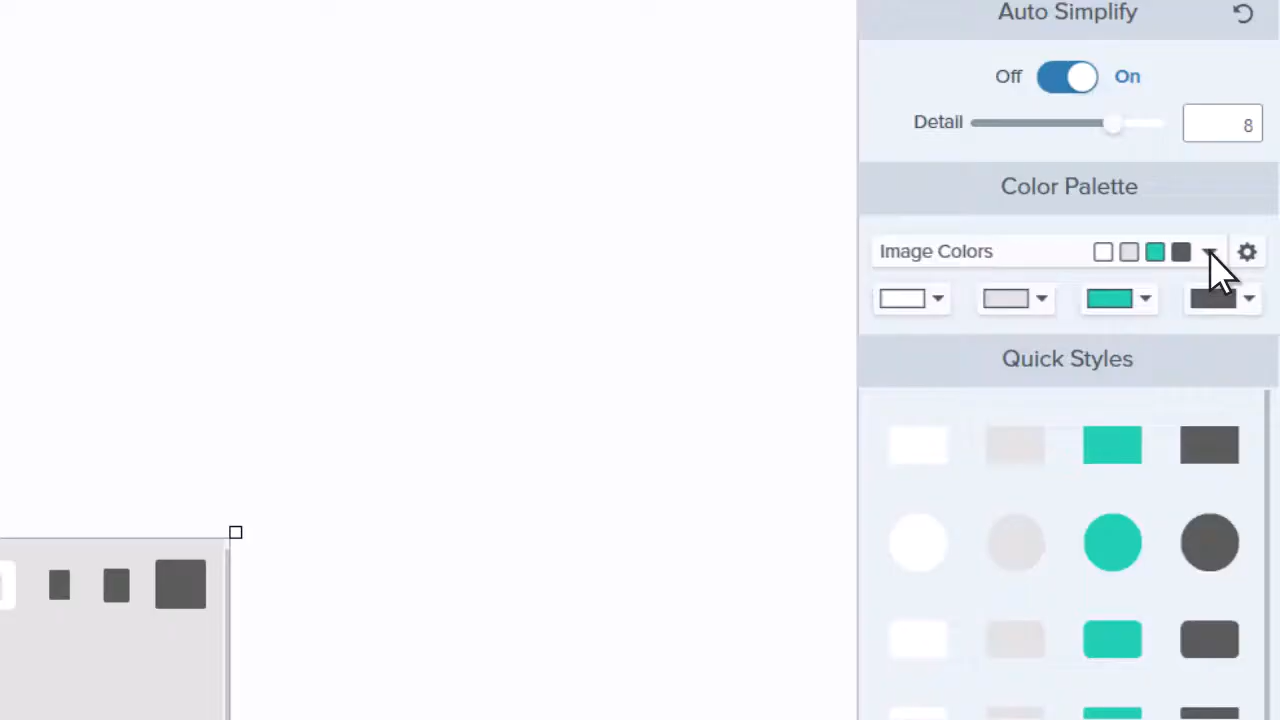 Auto Simplify
Off On
Detail 8
Color Palette
Image Colors
Quick Styles